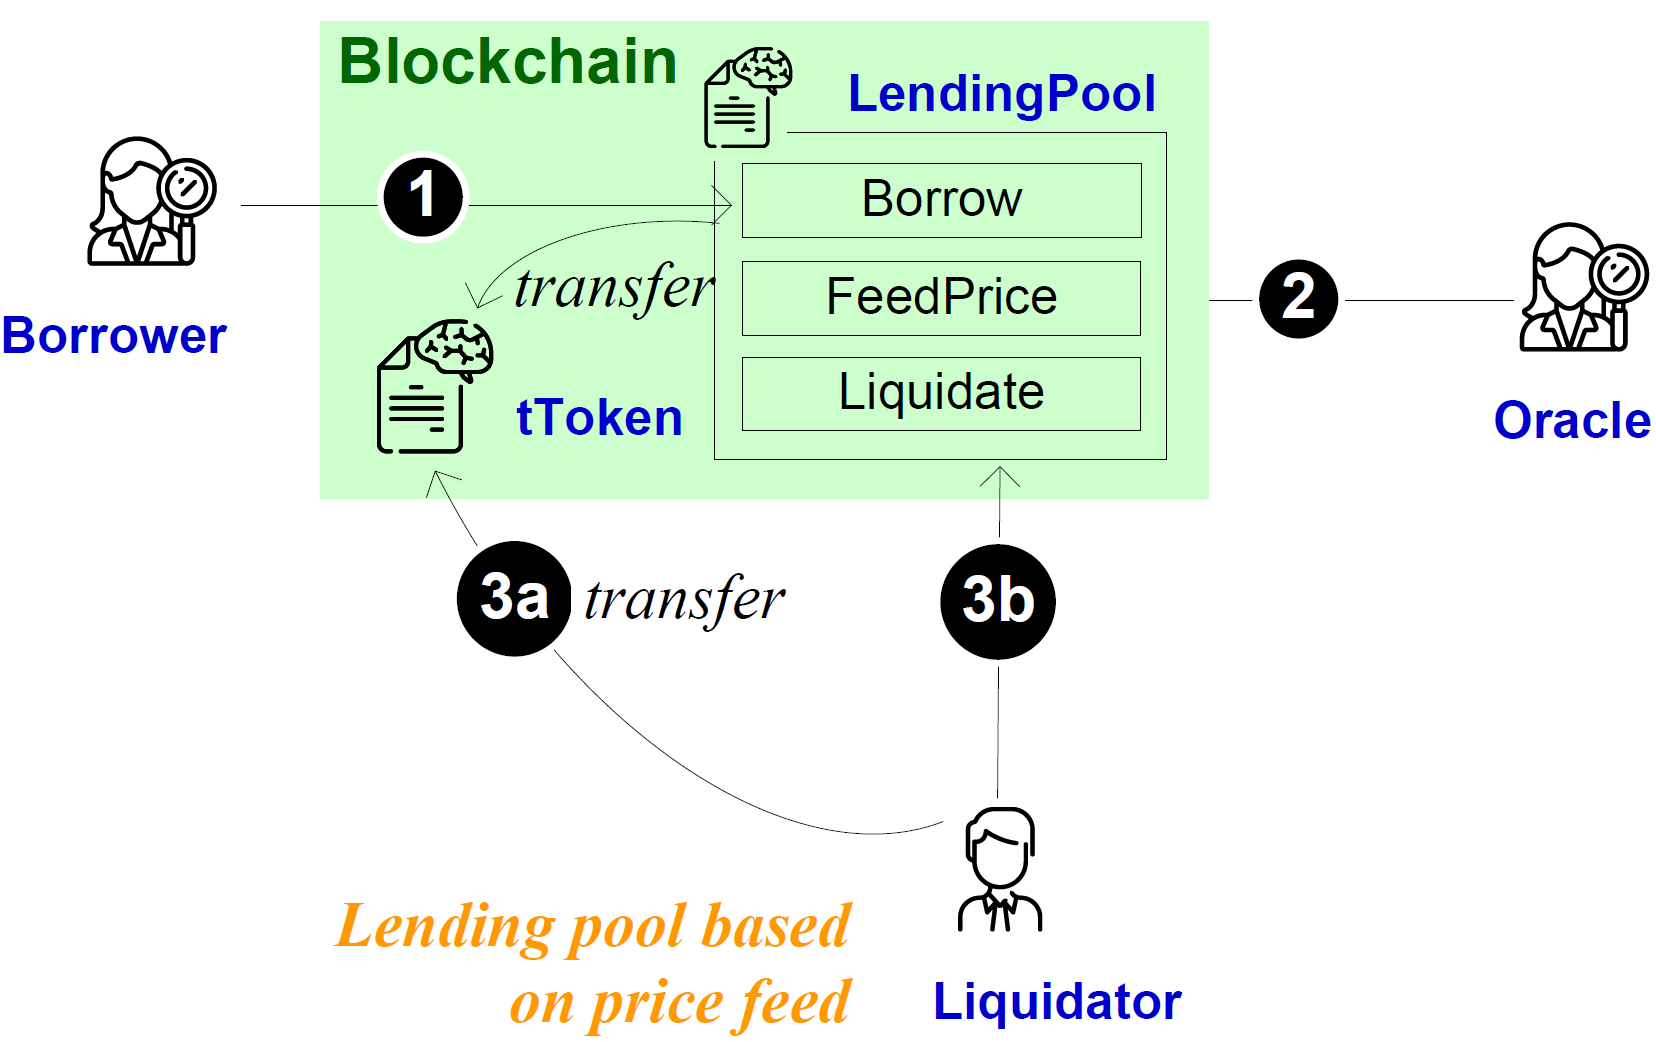 Blockchain
LendingPool
1
Borrow
transfer
FeedPrice
2
Borrower
Liquidate
tToken
Oracle
3a
transfer
3b
Lending pool based
on price feed
Liquidator